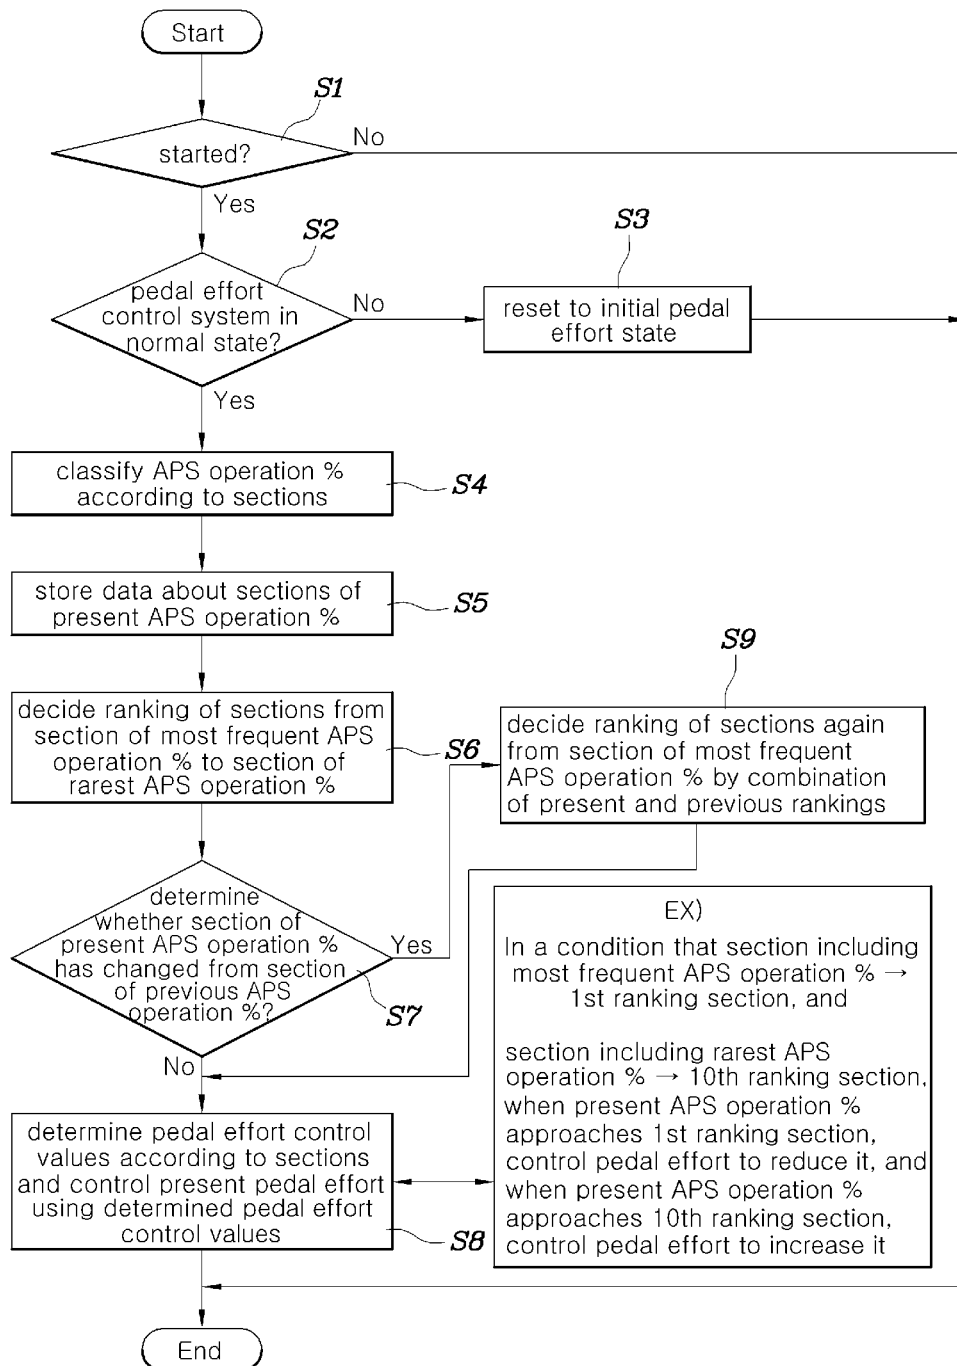 Start
S1
started?
No
Yes
S2
pedal effort
control system in
normal state?
No
Yes
S3
reset to initial pedal
effort state
classify APS operation %
according to sections
S4
store data about sections of
present APS operation %
S5
decide ranking of sections from
section of most frequent APS
operation % to section of
rarest APS operation %
S6
S9
decide ranking of sections again
from section of most frequent
APS operation % by combination
of present and previous rankings
determine
whether section of
present APS operation %
has changed from section
of previous APS
operation %?
Yes
S7
No
determine pedal effort control
values according to sections
and control present pedal effort
using determined pedal effort
control values
S8
EX)
In a condition that section including
most frequent APS operation % →
1st ranking section, and
section including rarest APS
operation % → 10th ranking section,
when present APS operation %
approaches 1st ranking section,
control pedal effort to reduce it, and
when present APS operation %
approaches 10th ranking section,
control pedal effort to increase it
End